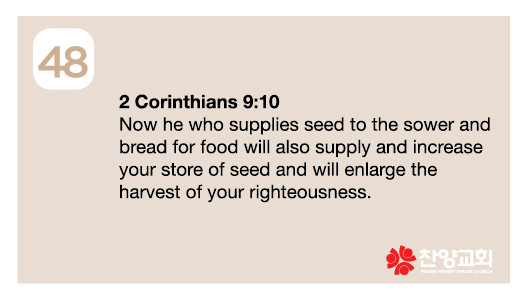 48
2 Corinthians 9:10
Now he who supplies seed to the sower and
bread for food will also supply and increase
your store of seed and will enlarge the
harvest of your righteousness.
찬양교회
PRAISE PRESBYTERIAN CHURCH